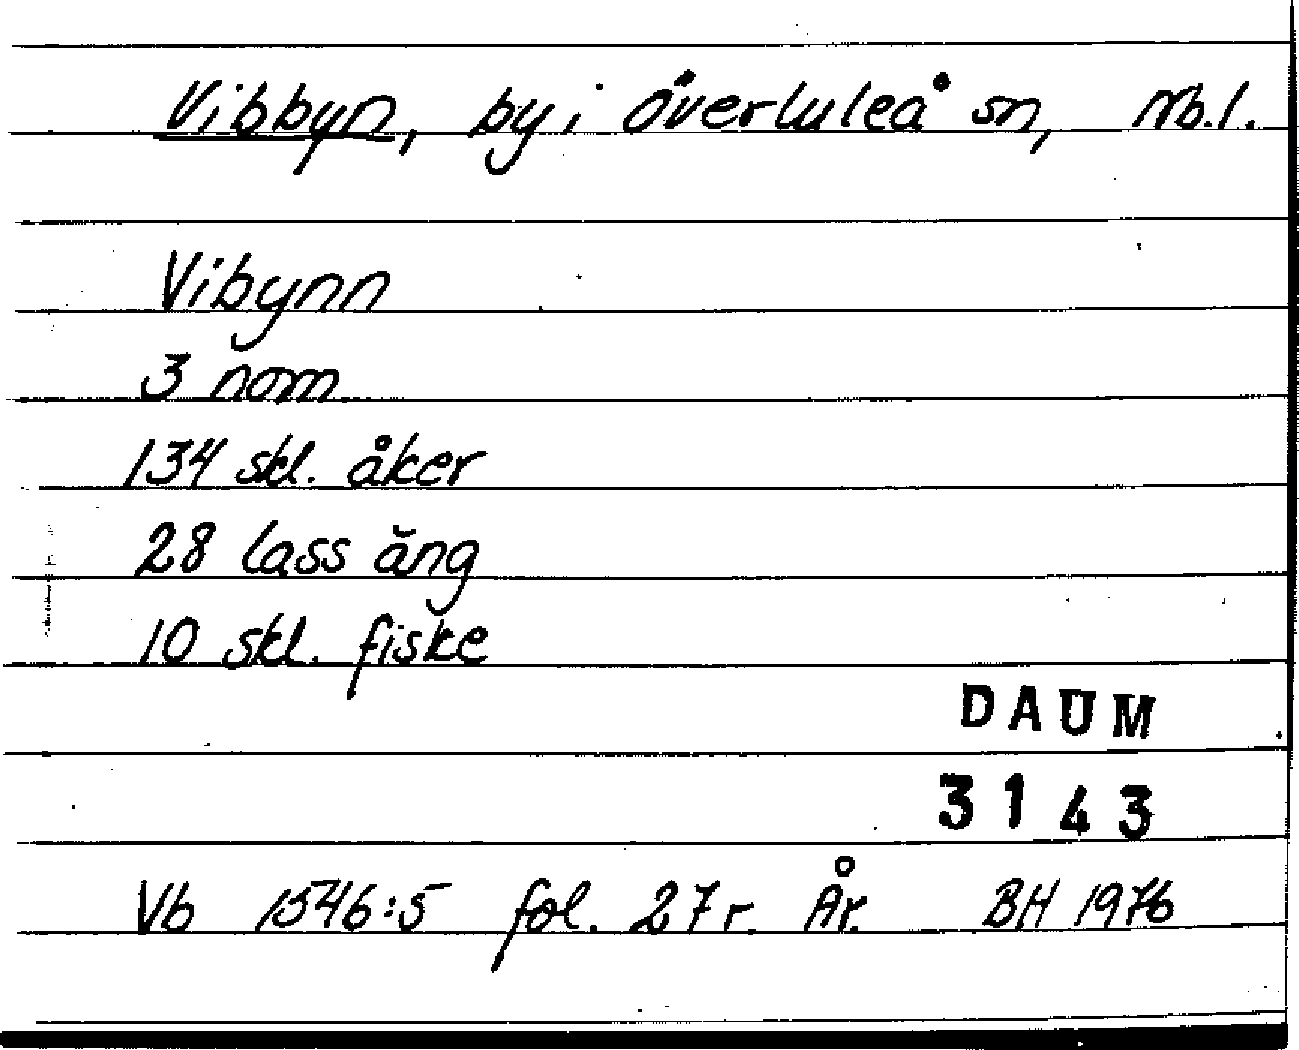 Vibbyn, by i överluleå sn, Nb.l.
Vibynn
3 nom
134 skl. åker
28 lass äng
10 skl. fiske
DAUM
3143
Vb 1546:5 fol. 27r. År. BH 1976